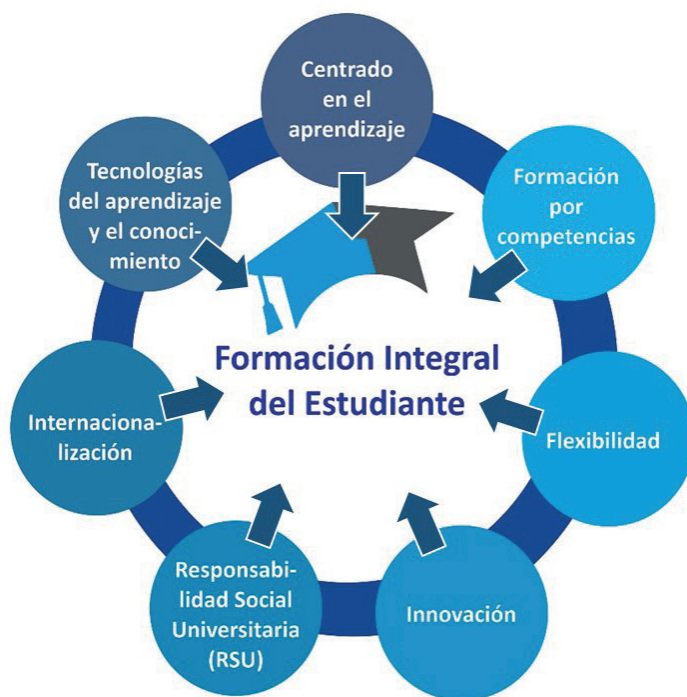 Centrado
en el
aprendizaje
Formación
por
competencias
Flexibilidad
Innovación
Responsabi-
lidad Social
Universitaria
(RSU)
Internaciona-
lización
Tecnologías
del aprendizaje
y el conoci-
miento
Formación Integral
del Estudiante